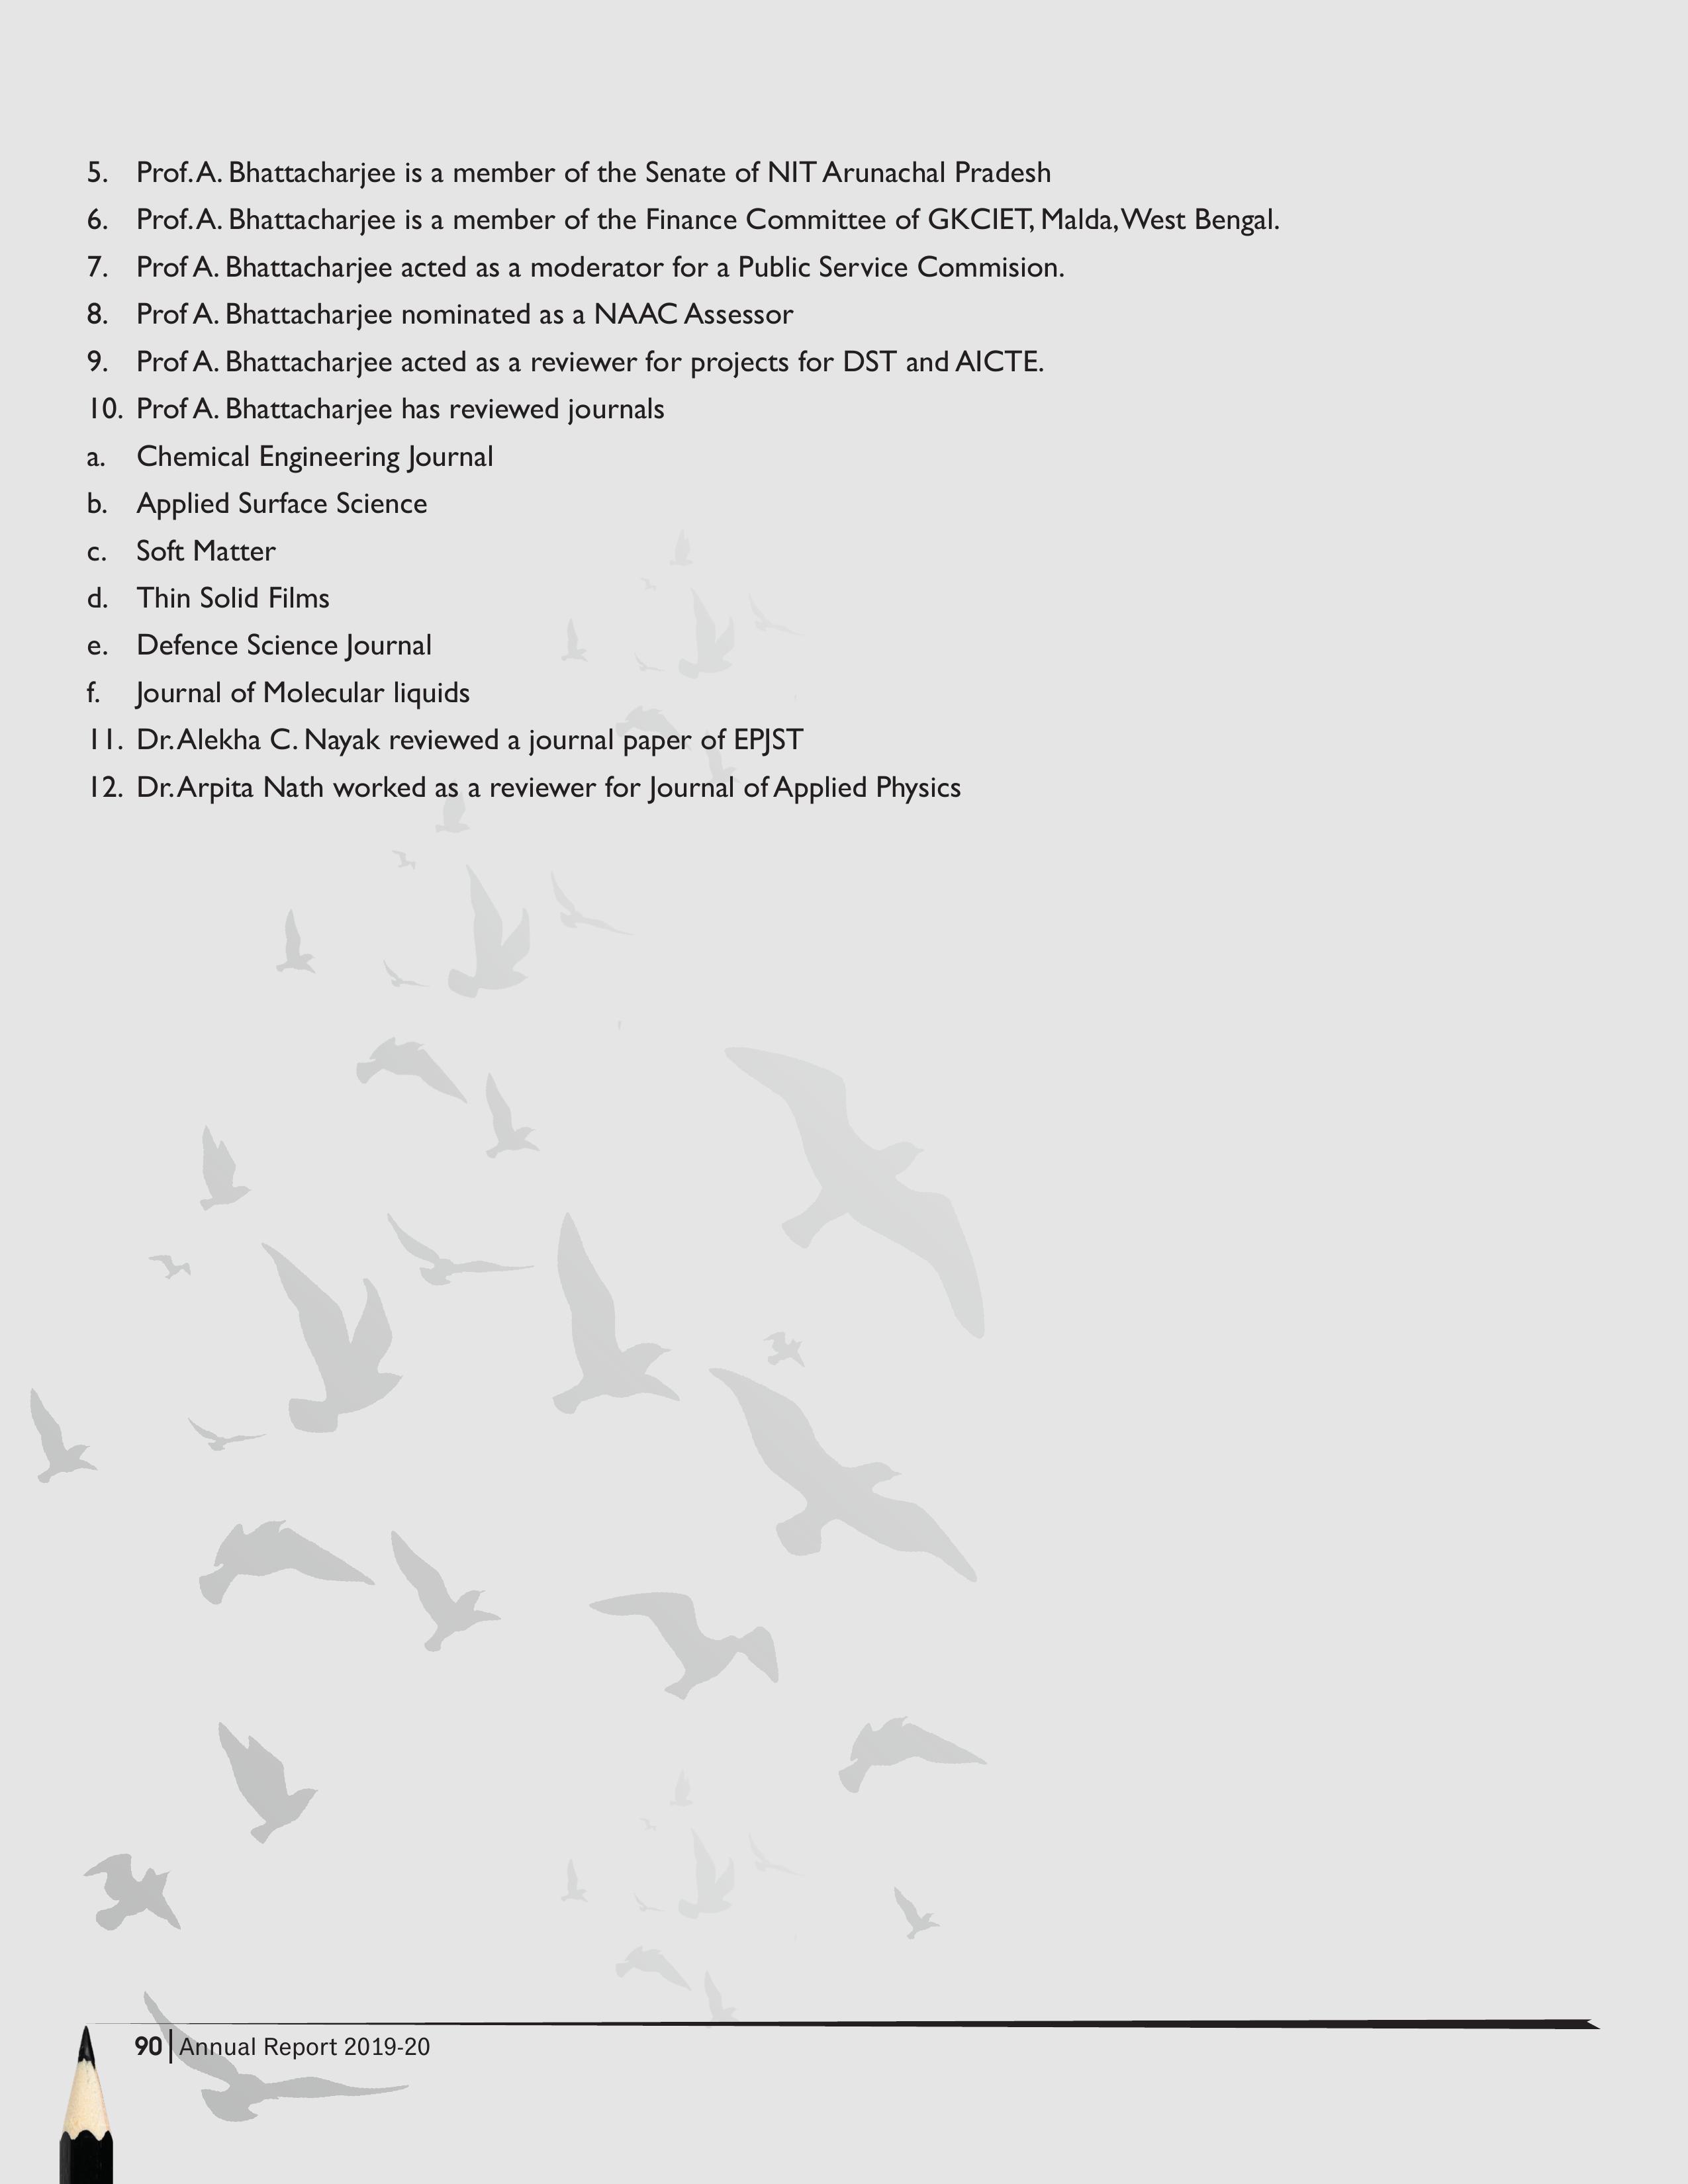 5. Prof. A. Bhattacharjee is a member of the Senate of NIT Arunachal Pradesh
6. Prof. A. Bhattacharjee is a member of the Finance Committee of GKCIET, Malda, West Bengal.
7. Prof A. Bhattacharjee acted as a moderator for a Public Service Commision.
8. Prof A. Bhattacharjee nominated as a NAAC Assessor
9. Prof A. Bhattacharjee acted as a reviewer for projects for DST and AICTE.
10. Prof A. Bhattacharjee has reviewed journals
a. Chemical Engineering Journal
b. Applied Surface Science
c. Soft Matter
d. Thin Solid Films
e. Defence Science Journal
f. Journal of Molecular liquids
11. Dr. Alekha C. Nayak reviewed a journal paper of EPJST
12. Dr. Arpita Nath worked as a reviewer for Journal of Applied Physics
90 | Annual Report 2019-20